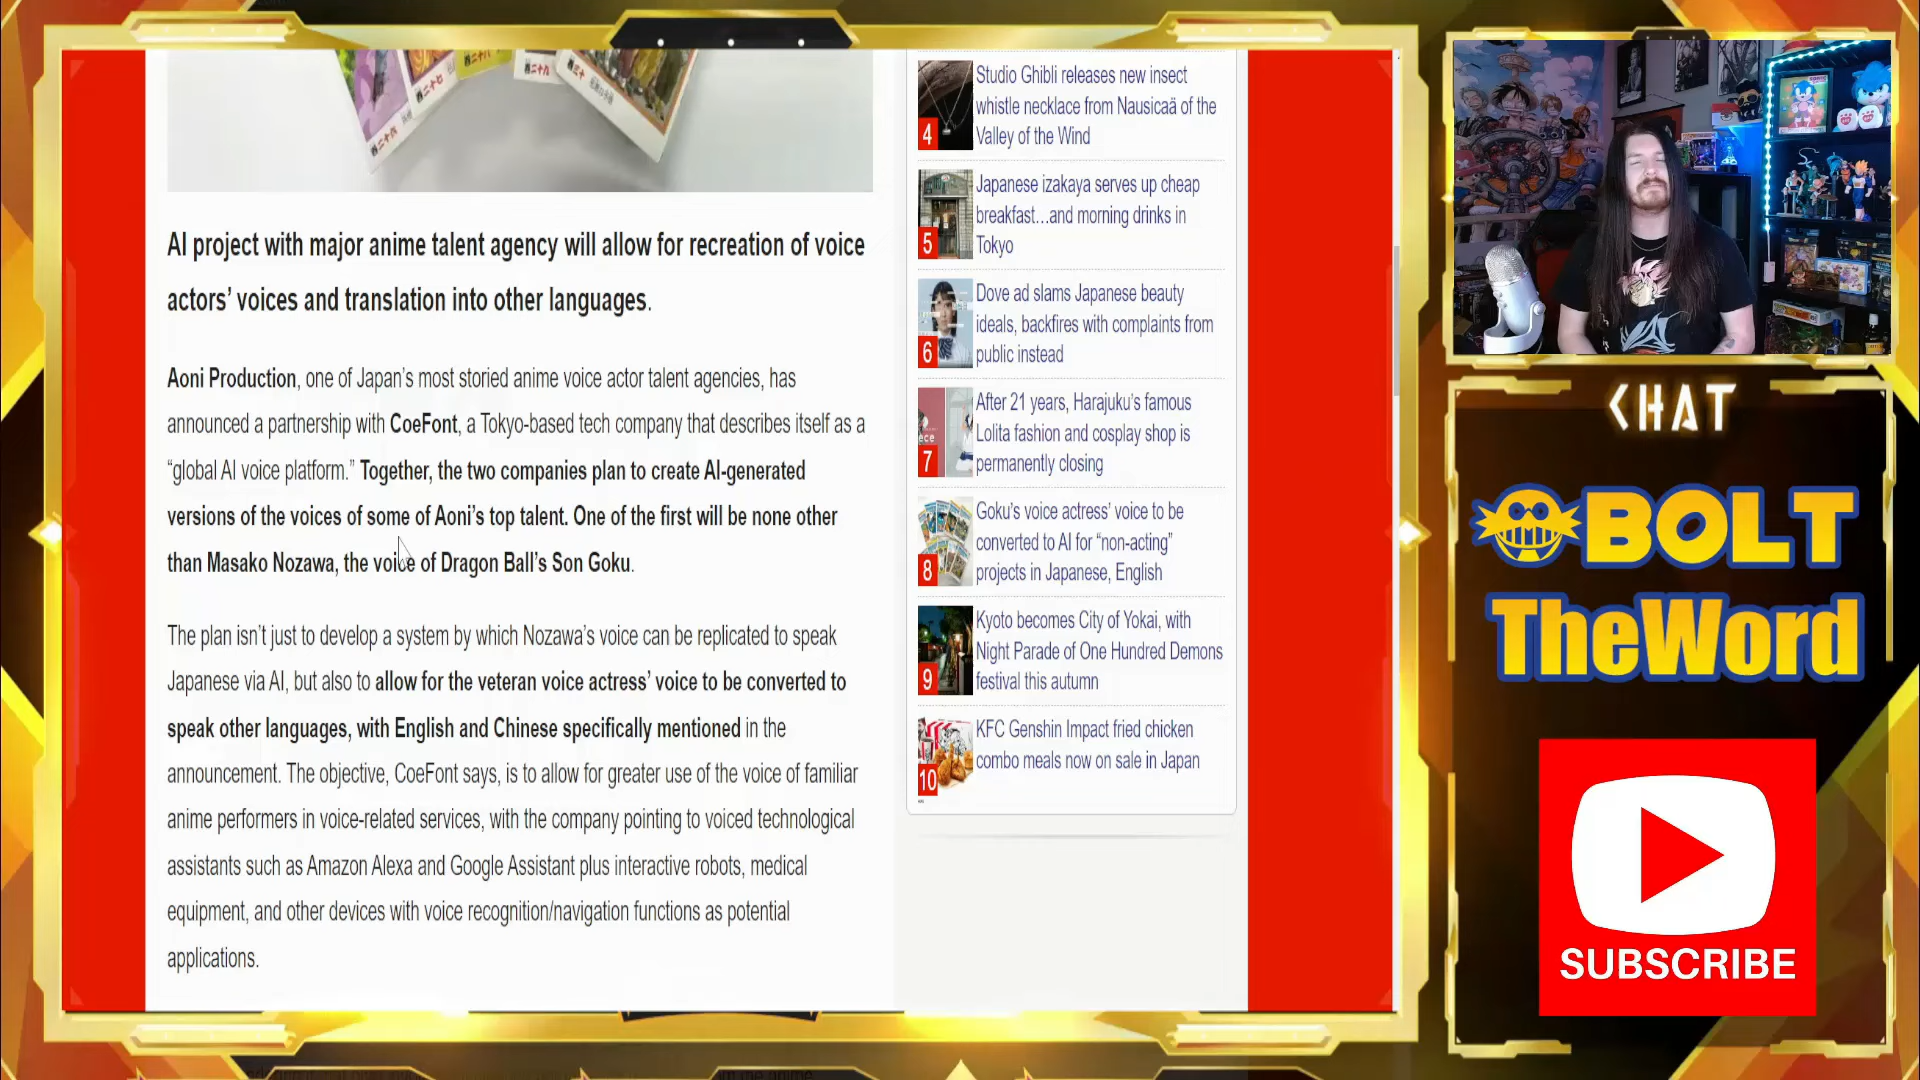 AI project with major anime talent agency will allow for recreation of voice
actors’ voices and translation into other languages.
Aoni Production, one of Japan’s most storied anime voice actor talent agencies, has
announced a partnership with CoeFont, a Tokyo-based tech company that describes itself as a
“global AI voice platform.” Together, the two companies plan to create AI-generated
versions of the voices of some of Aoni’s top talent. One of the first will be none other
than Masako Nozawa, the voice of Dragon Ball’s Son Goku.
The plan isn’t just to develop a system by which Nozawa’s voice can be replicated to speak
Japanese via AI, but also to allow for the veteran voice actress’ voice to be converted to
speak other languages, with English and Chinese specifically mentioned in the
announcement. The objective, CoeFont says, is to allow for greater use of the voice of familiar
anime performers in voice-related services, with the company pointing to voiced technological
assistants such as Amazon Alexa and Google Assistant plus interactive robots, medical
equipment, and other devices with voice recognition/navigation functions as potential
applications.
4
Studio Ghibli releases new insect
whistle necklace from Nausicaä of the
Valley of the Wind
5
Japanese izakaya serves up cheap
breakfast…and morning drinks in
Tokyo
6
Dove ad slams Japanese beauty
ideals, backfires with complaints from
public instead
7
After 21 years, Harajuku’s famous
Lolita fashion and cosplay shop is
permanently closing
8
Goku’s voice actress’ voice to be
converted to AI for “non-acting”
projects in Japanese, English
9
Kyoto becomes City of Yokai, with
Night Parade of One Hundred Demons
festival this autumn
10
KFC Genshin Impact fried chicken
combo meals now on sale in Japan
CHAT
BOLT
TheWord
SUBSCRIBE